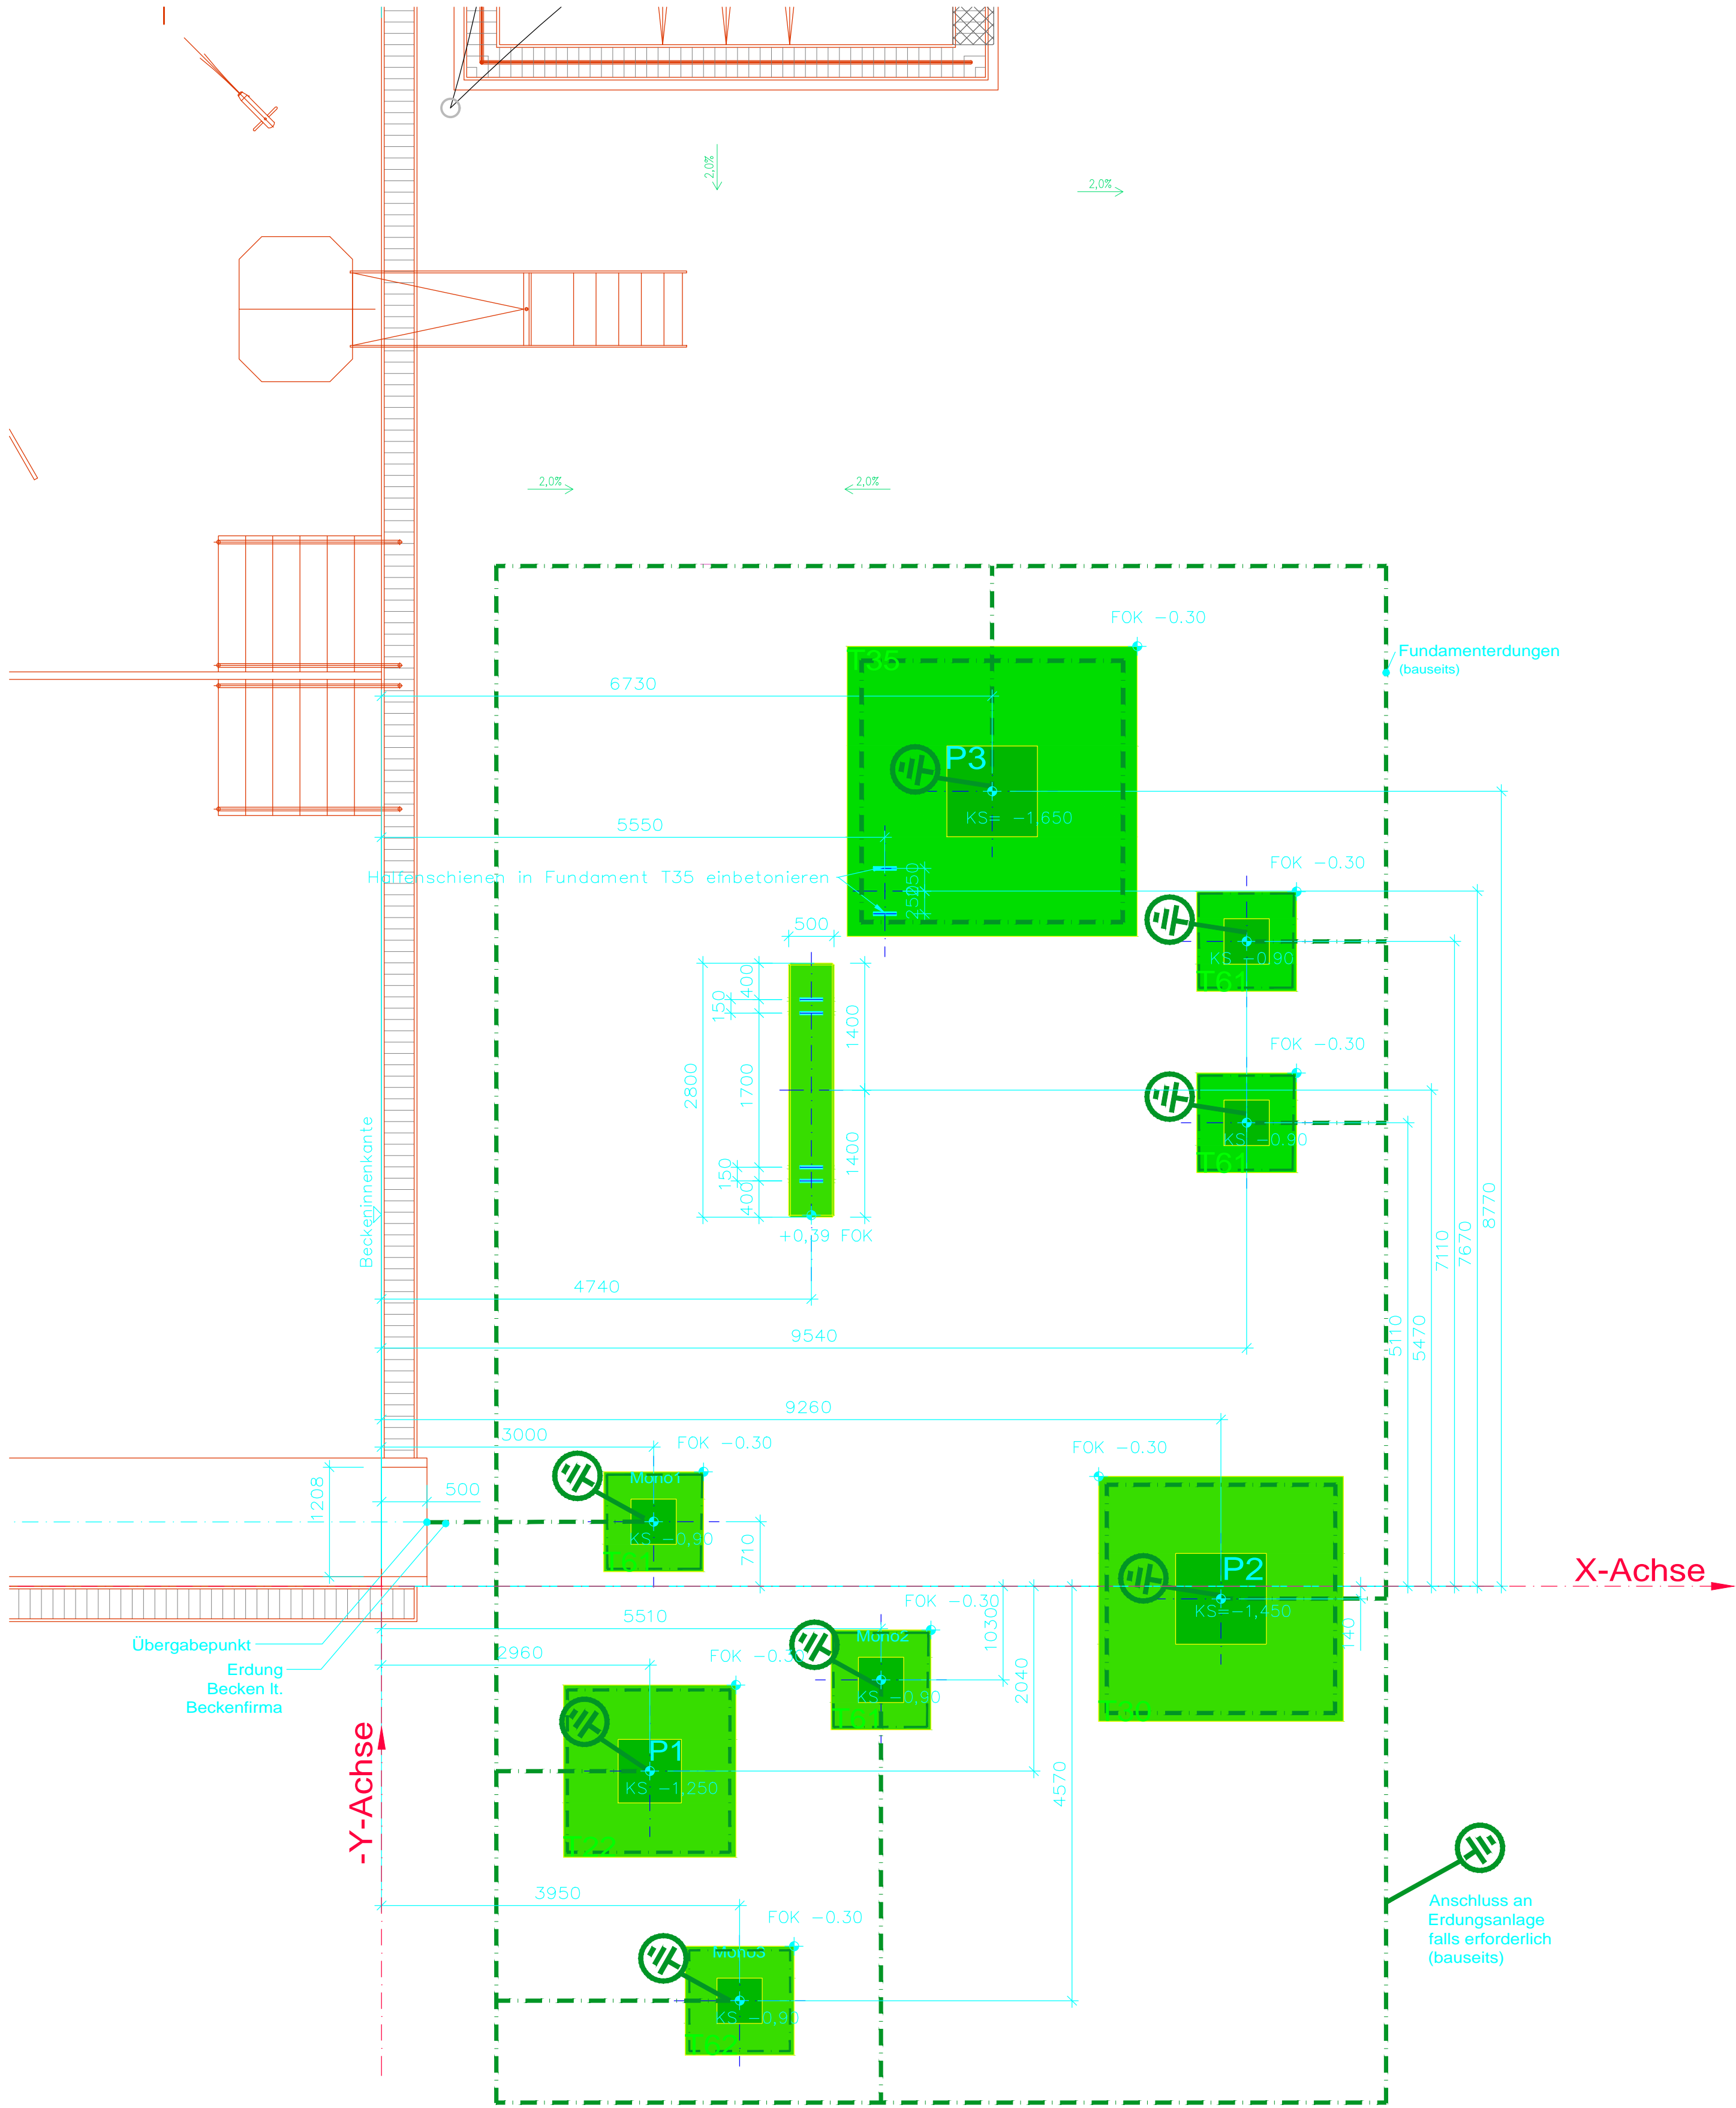 2,0%
2,0%
2,0%
2,0%
FOK -0.30
Fundamenterdungen
(bauseits)
T35
6730
P3
KS= -1,650
5550
Halfenschienen in Fundament T35 einbetonieren
250
250
FOK -0.30
500
KS -0,90
T61
400
150
1400
FOK -0.30
2800
1700
KS -0.90
T61
Beckeninnenkante
1400
150
400
+0,39 FOK
8770
7110
7670
4740
5110
5470
9540
9260
3000
FOK -0.30
FOK -0.30
1208
500
Mono1
KS -0,90
T61
710
P2
X-Achse
KS=-1,450
FOK -0.30
5510
1030
140
Übergabepunkt
Mono2
2960
FOK -0.30
2040
Erdung
Becken lt.
Beckenfirma
KS -0,90
-Y-Achse
P1
KS -1,250
4570
3950
FOK -0.30
Anschluss an
Erdungsanlage
falls erforderlich
(bauseits)
Mono3
KS -0,90